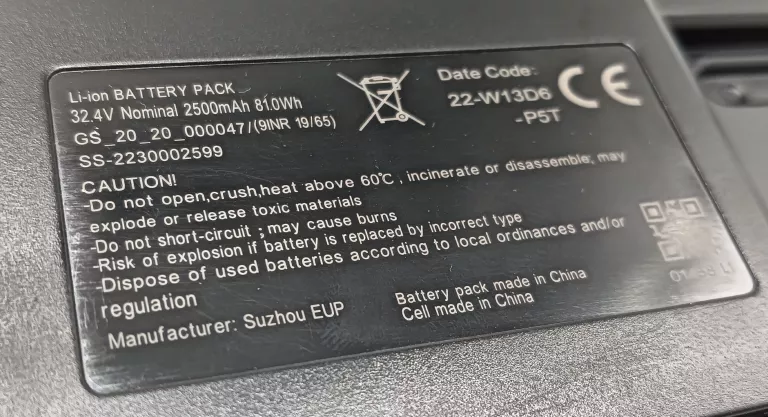 Li-ion BATTERY PACK
32.4V Nominal 2500mAh 81.0Wh
GS_20_20_000047/(9INR 19/65)
SS-2230002599
Date Code:
22-W13D6
-P5T
CE
CAUTION!
-Do not open,crush,heat above 60℃, incinerate or disassemble; may
explode or release toxic materials
-Do not short-circuit ; may cause burns
-Risk of explosion if battery is replaced by incorrect type
-Dispose of used batteries according to local ordinances and/or
regulation
Manufacturer: Suzhou EUP
Battery pack made in China
Cell made in China